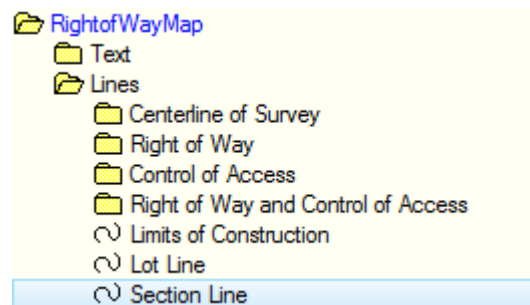 RightofWayMap
Text
Lines
Centerline of Survey
Right of Way
Control of Access
Right of Way and Control of Access
Limits of Construction
Lot Line
Section Line